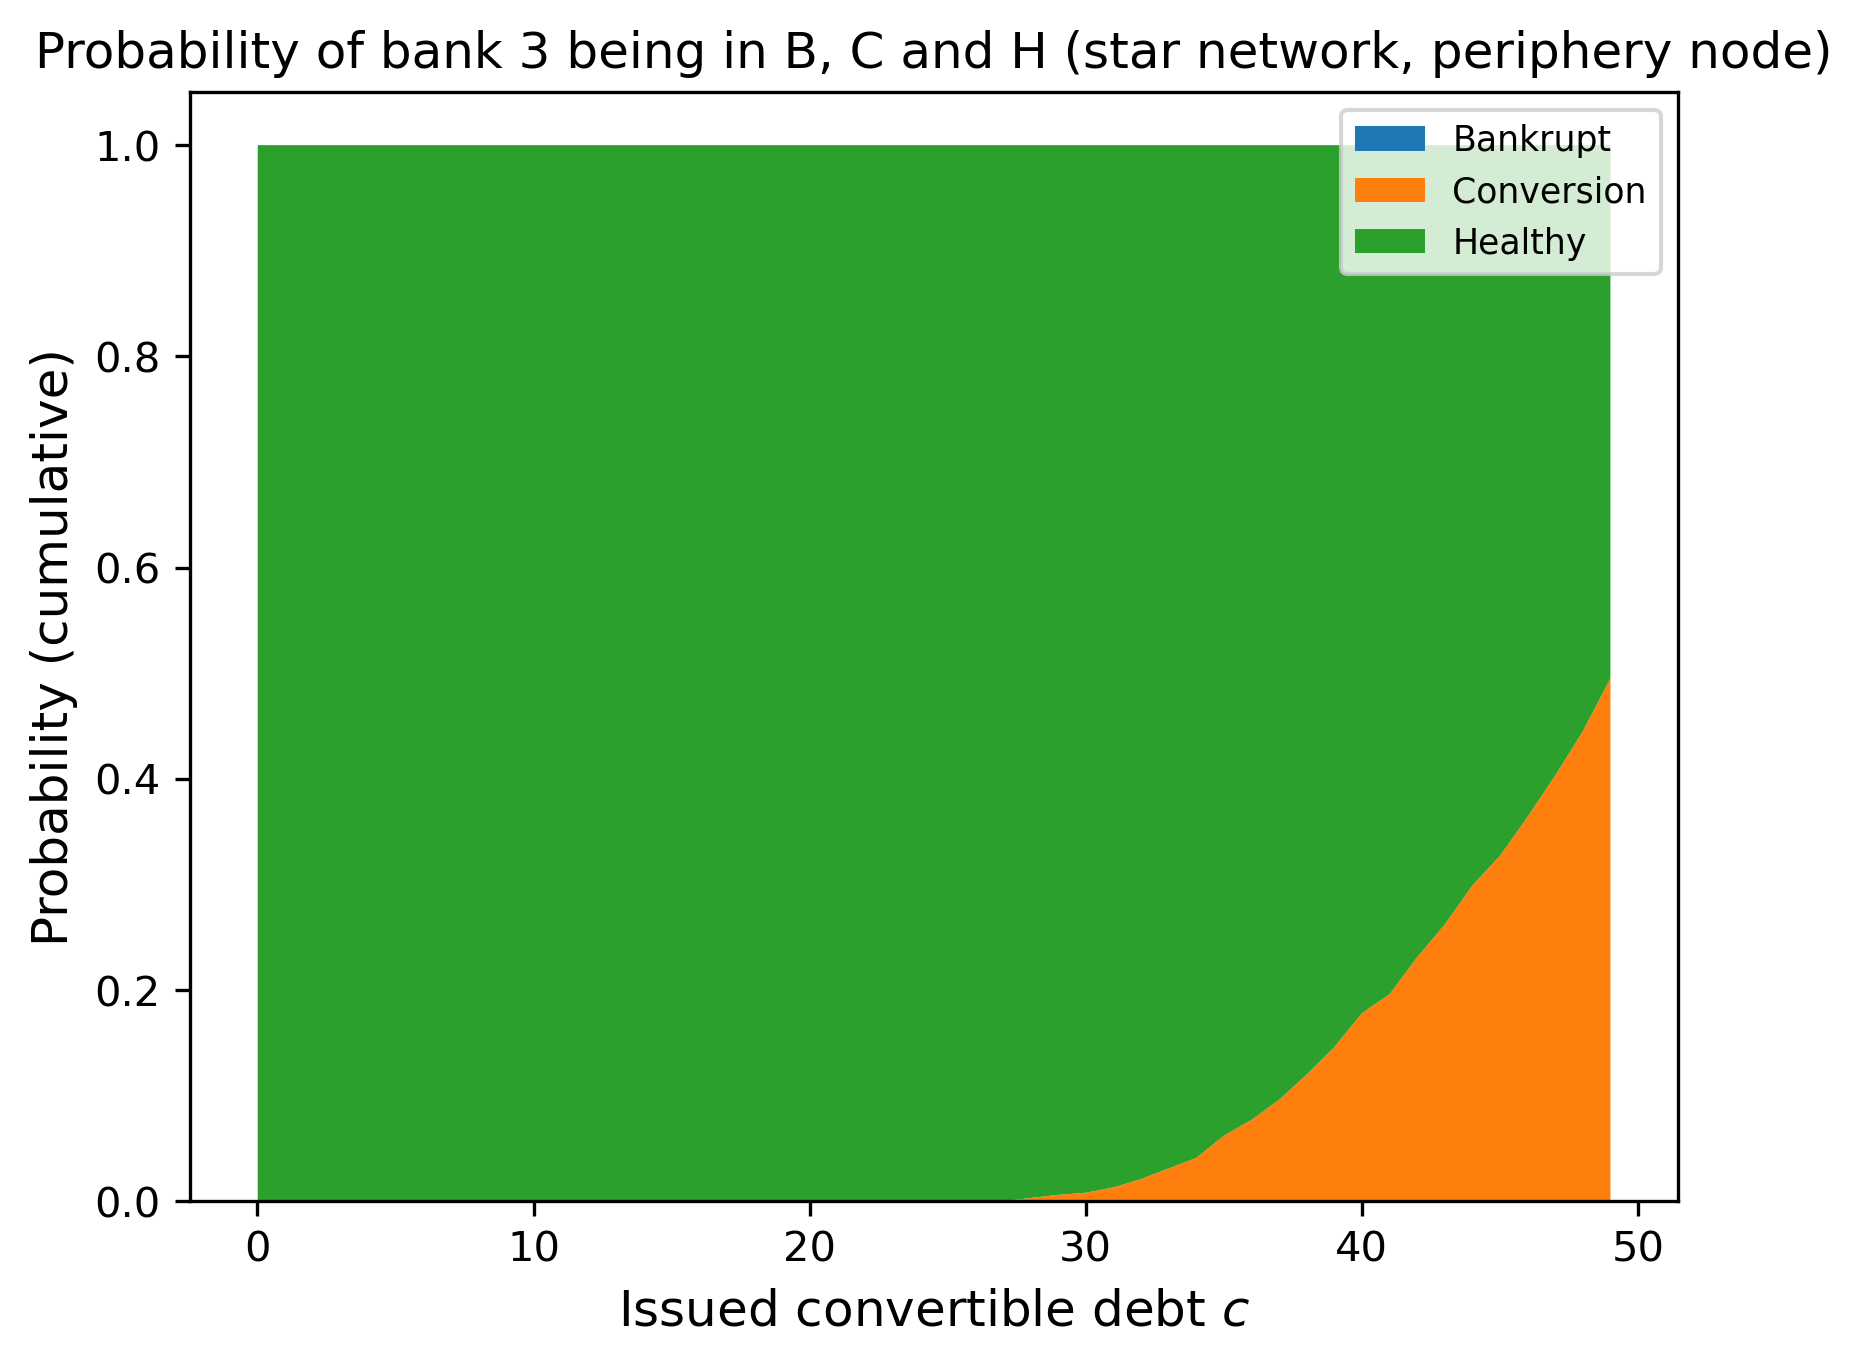 Probability of bank 3 being in B, C and H (star network, periphery node)
Bankrupt
Conversion
Healthy
Probability (cumulative)
1.0
0.8
0.6
0.4
0.2
0.0
0 10 20 30 40 50
Issued convertible debt c